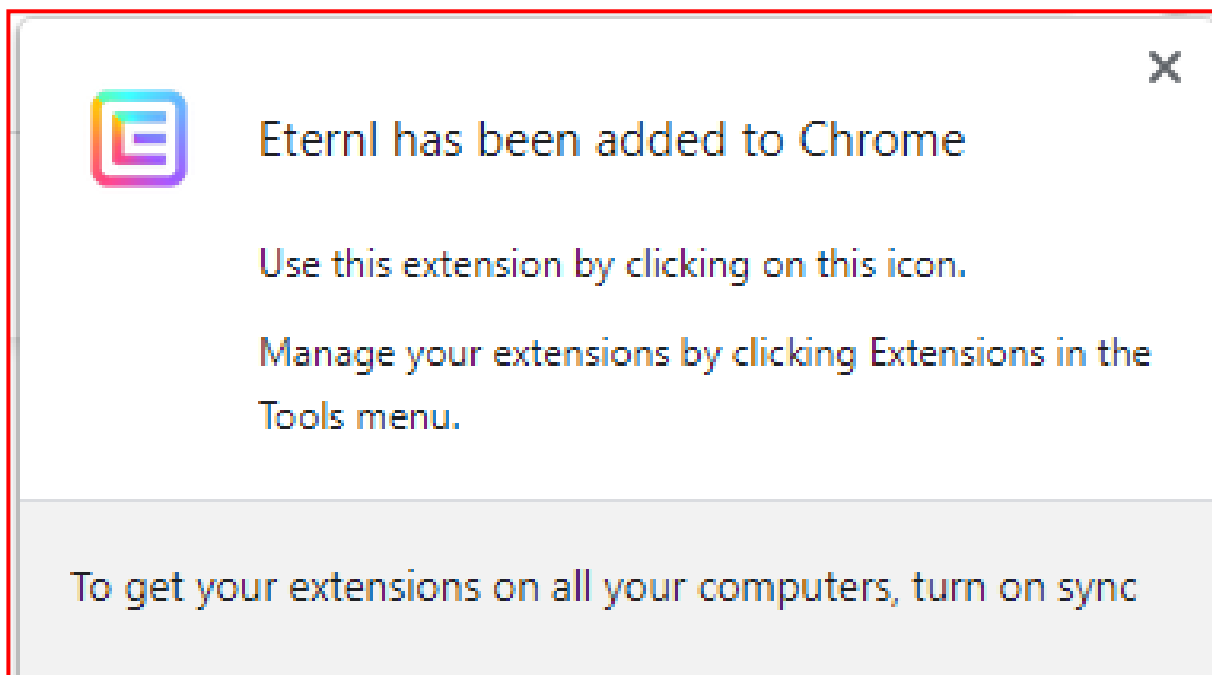 Eternl has been added to Chrome
Use this extension by clicking on this icon.
Manage your extensions by clicking Extensions in the
Tools menu.
To get your extensions on all your computers, turn on sync